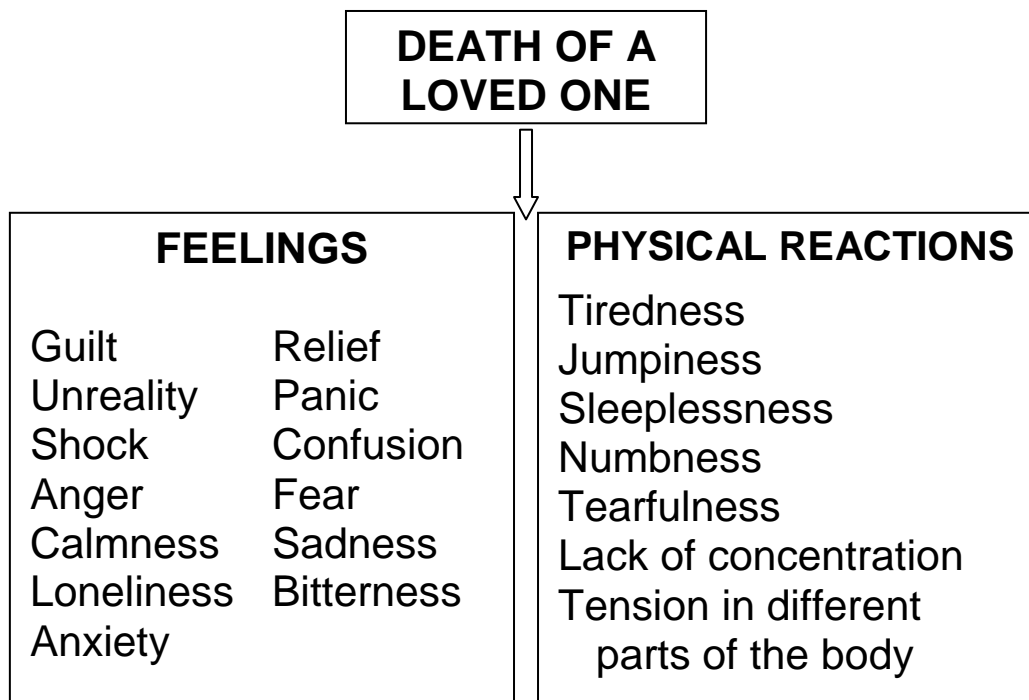 DEATH OF A
LOVED ONE
FEELINGS
Guilt Relief
Unreality Panic
Shock Confusion
Anger Fear
Calmness Sadness
Loneliness Bitterness
Anxiety
PHYSICAL REACTIONS
Tiredness
Jumpiness
Sleeplessness
Numbness
Tearfulness
Lack of concentration
Tension in different
parts of the body